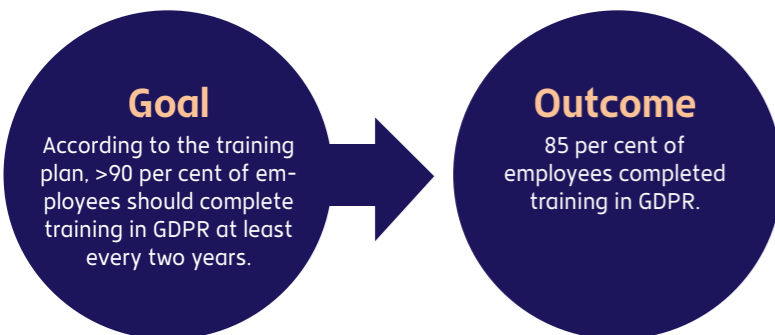 Goal
According to the training
plan, >90 per cent of em-
ployees should complete
training in GDPR at least
every two years.
Outcome
85 per cent of
employees completed
training in GDPR.